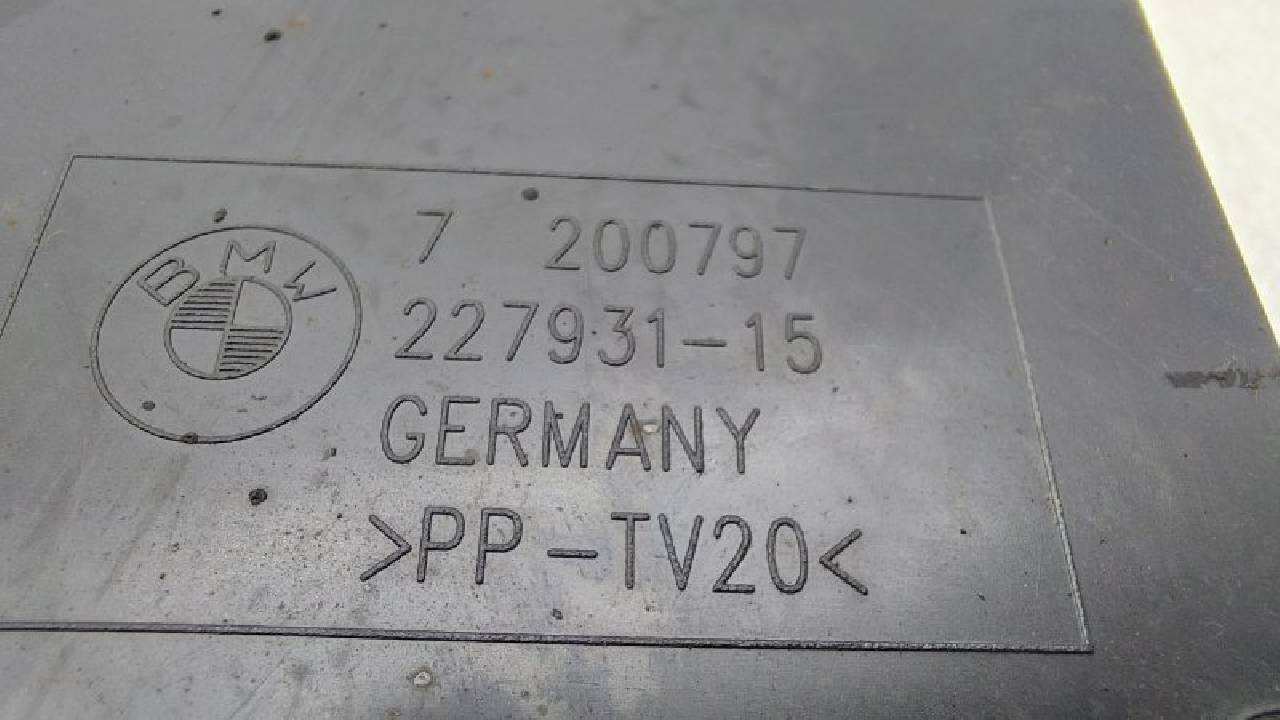 BMW
7 200797
227931-15
GERMANY
>PP-TV20<